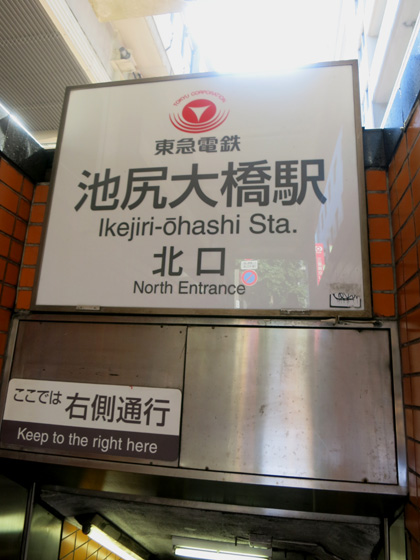 TOKYU CORPORATION
東急電鉄
池尻大橋駅
Ikejiri-ōhashi Sta.
北口
North Entrance
ここでは 右側通行
Keep to the right here